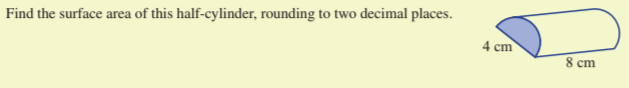 Find the surface area of this half-cylinder, rounding to two decimal places.
4 cm
8 cm